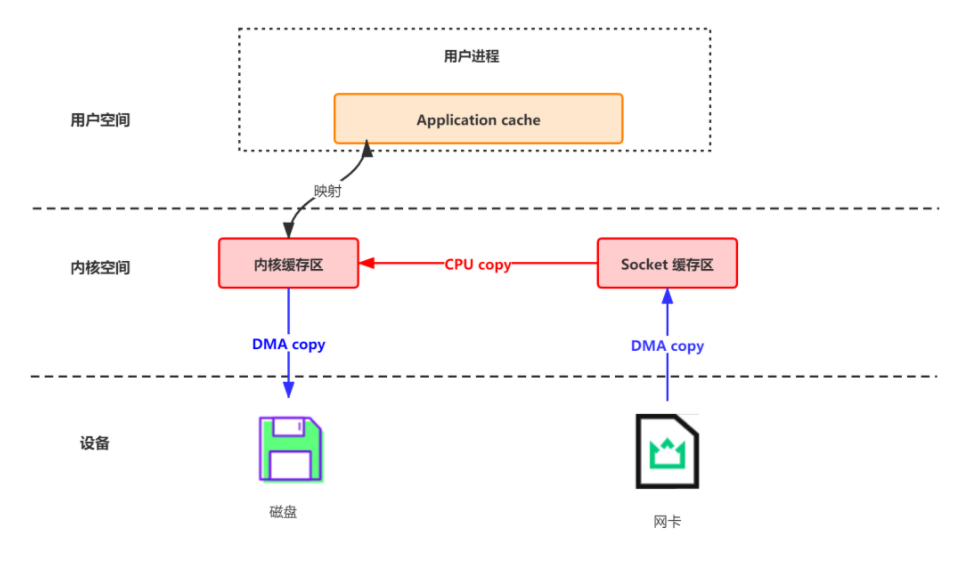 用户进程
用户空间
Application cache
映射
内核空间
内核缓存区
CPU copy
Socket 缓存区
DMA copy
DMA copy
设备
磁盘
网卡